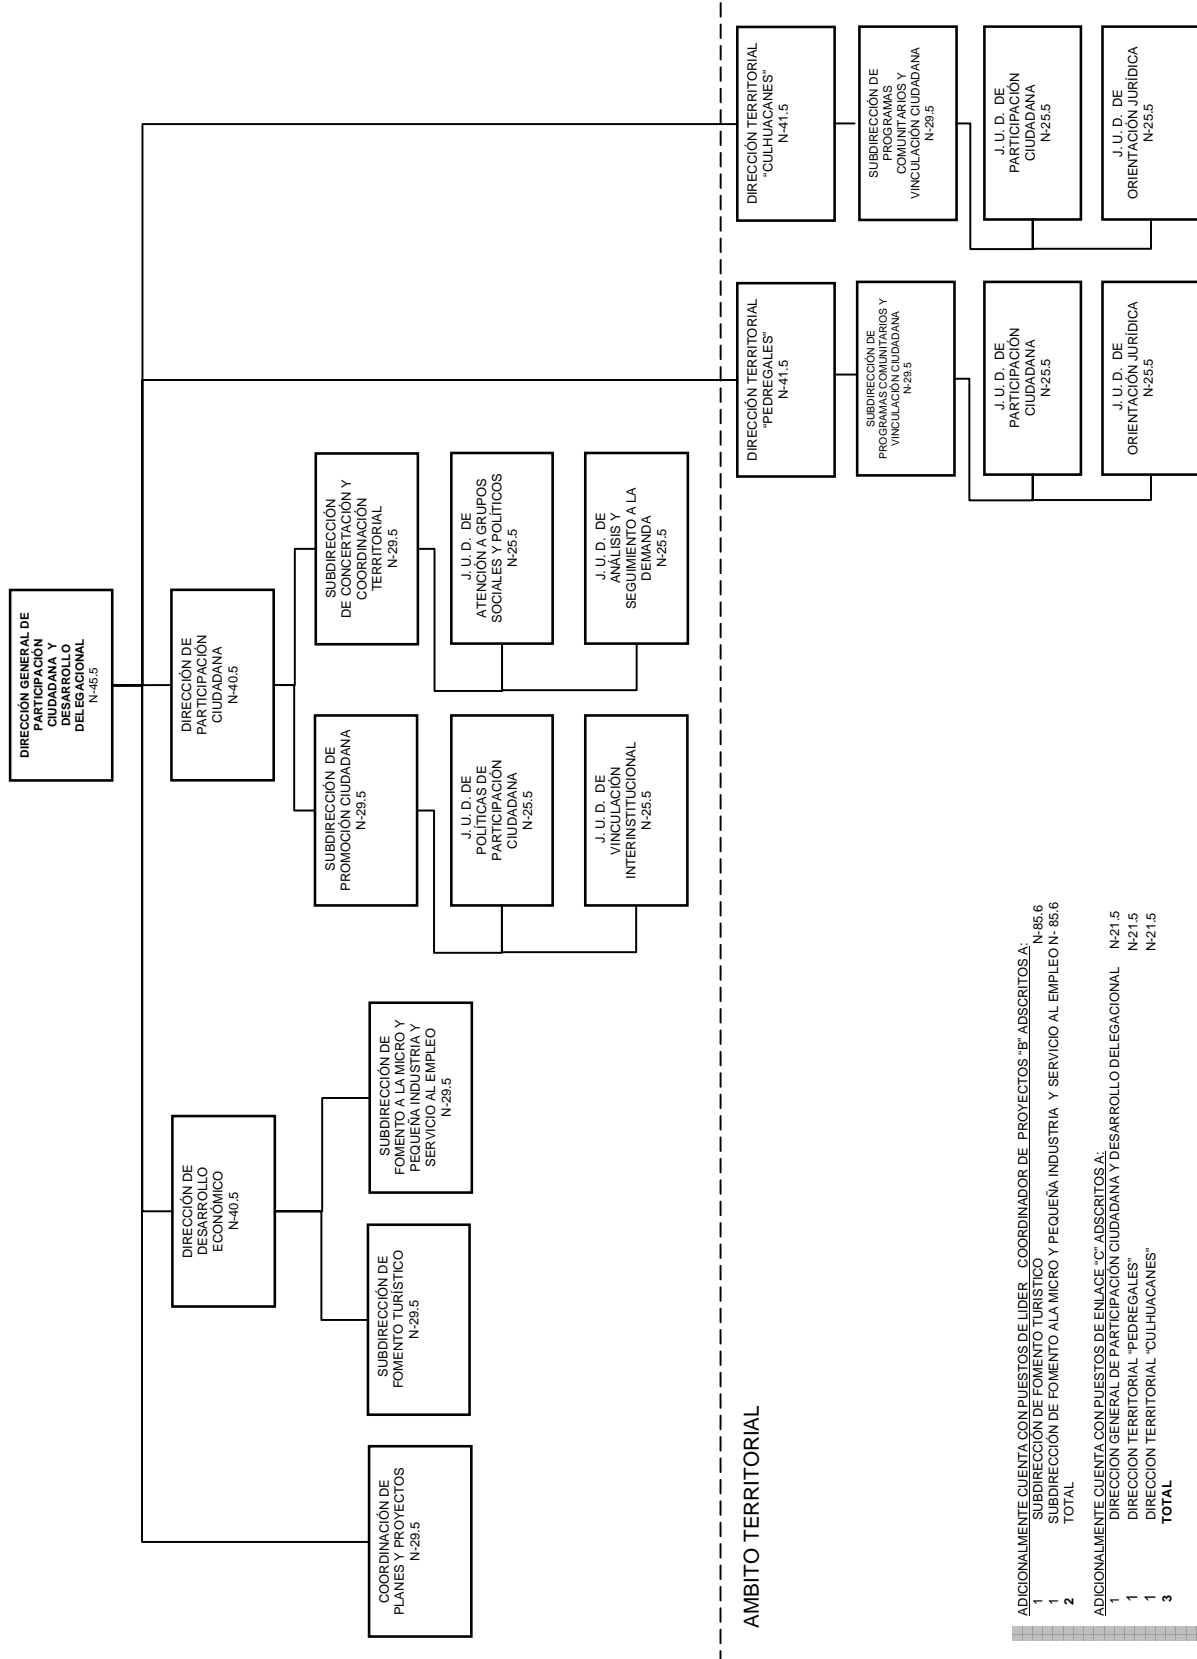 DIRECCIÓN GENERAL DE
PARTICIPACIÓN
CIUDADANA Y
DESARROLLO
DELEGACIONAL
N-45.5
DIRECCIÓN DE
DESARROLLO
ECONÓMICO
N-40.5
DIRECCIÓN DE
PARTICIPACIÓN
CIUDADANA
N-40.5
COORDINACIÓN DE
PLANES Y PROYECTOS
N-29.5
SUBDIRECCIÓN DE
FOMENTO TURÍSTICO
N-29.5
SUBDIRECCIÓN DE
FOMENTO A LA MICRO Y
PEQUEÑA INDUSTRIA Y
SERVICIO AL EMPLEO
N-29.5
SUBDIRECCIÓN DE
PROMOCIÓN CIUDADANA
N-29.5
SUBDIRECCIÓN
DE CONCERTACIÓN Y
COORDINACIÓN
TERRITORIAL
N-29.5
J. U. D. DE
POLÍTICAS DE
PARTICIPACIÓN
CIUDADANA
N-25.5
J. U. D. DE
ATENCIÓN A GRUPOS
SOCIALES Y POLÍTICOS
N-25.5
J. U. D. DE
VINCULACIÓN
INTERINSTITUCIONAL
N-25.5
J. U. D. DE
ANÁLISIS Y
SEGUIMIENTO A LA
DEMANDA
N-25.5
AMBITO TERRITORIAL
DIRECCIÓN TERRITORIAL
"PEDREGALES"
N-41.5
DIRECCIÓN TERRITORIAL
"CULHUACANES"
N-41.5
SUBDIRECCIÓN DE
PROGRAMAS COMUNITARIOS Y
VINCULACIÓN CIUDADANA
N-29.5
SUBDIRECCIÓN DE
PROGRAMAS
COMUNITARIOS Y
VINCULACIÓN CIUDADANA
N-29.5
J. U. D. DE
PARTICIPACIÓN
CIUDADANA
N-25.5
J. U. D. DE
PARTICIPACIÓN
CIUDADANA
N-25.5
J. U. D. DE
ORIENTACIÓN JURÍDICA
N-25.5
J. U. D. DE
ORIENTACIÓN JURÍDICA
N-25.5
ADICIONALMENTE CUENTA CON PUESTOS DE LIDER COORDINADOR DE PROYECTOS "B" ADSCRITOS A:
1 SUBDIRECCIÓN DE FOMENTO TURISTICO N-85.6
1 SUBDIRECCIÓN DE FOMENTO ALA MICRO Y PEQUEÑA INDUSTRIA Y SERVICIO AL EMPLEO N- 85.6
2 TOTAL
ADICIONALMENTE CUENTA CON PUESTOS DE ENLACE "C" ADSCRITOS A:
1 DIRECCION GENERAL DE PARTICIPACIÓN CIUDADANA Y DESARROLLO DELEGACIONAL N-21.5
1 DIRECCION TERRITORIAL "PEDREGALES" N-21.5
1 DIRECCION TERRITORIAL "CULHUACANES" N-21.5
3 TOTAL